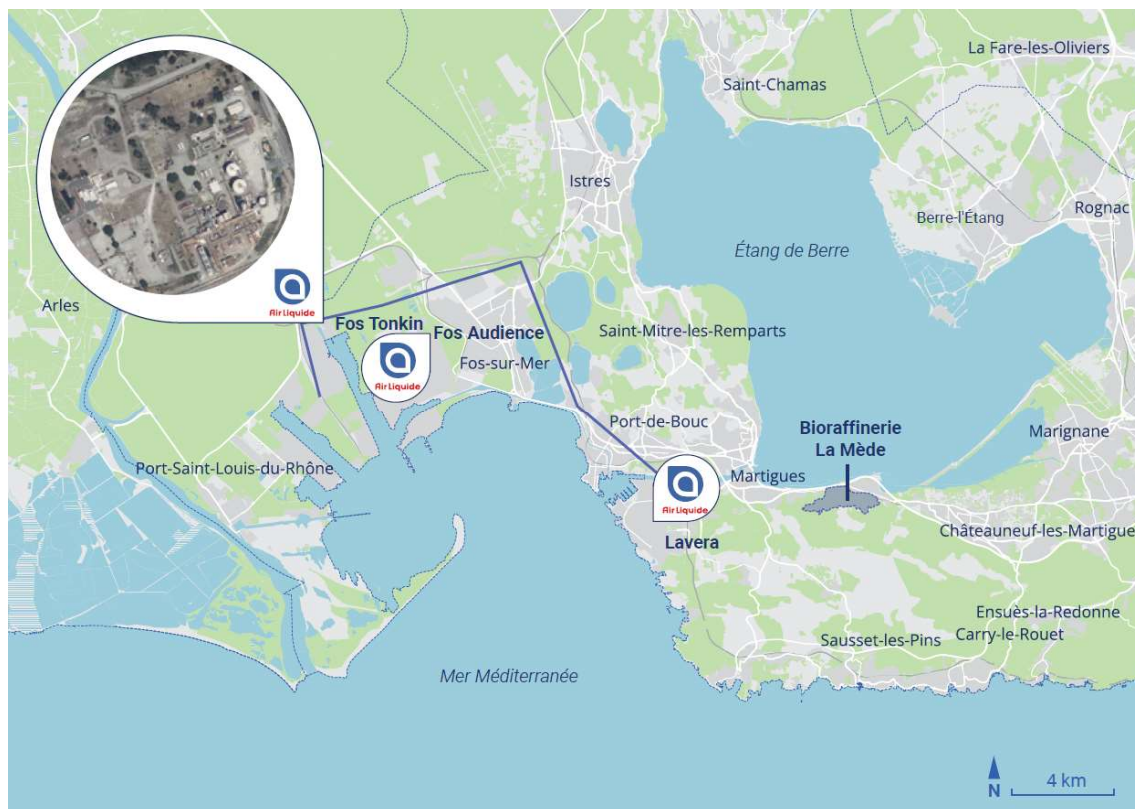 La Fare-les-Oliviers
Saint-Chamas
Istres
Berre-l'Étang
Rognac
Étang de Berre
Arles
Air Liquide
Fos Tonkin
Fos Audience
Air Liquide
Fos-sur-Mer
Saint-Mitre-les-Remparts
Port-de-Bouc
Bioraffinerie
La Mède
Marignane
Port-Saint-Louis-du-Rhône
Martigues
Air Liquide
Lavera
Châteauneuf-les-Martigue
Ensuès-la-Redonne
Sausset-les-Pins
Carry-le-Rouet
Mer Méditerranée
N
4 km